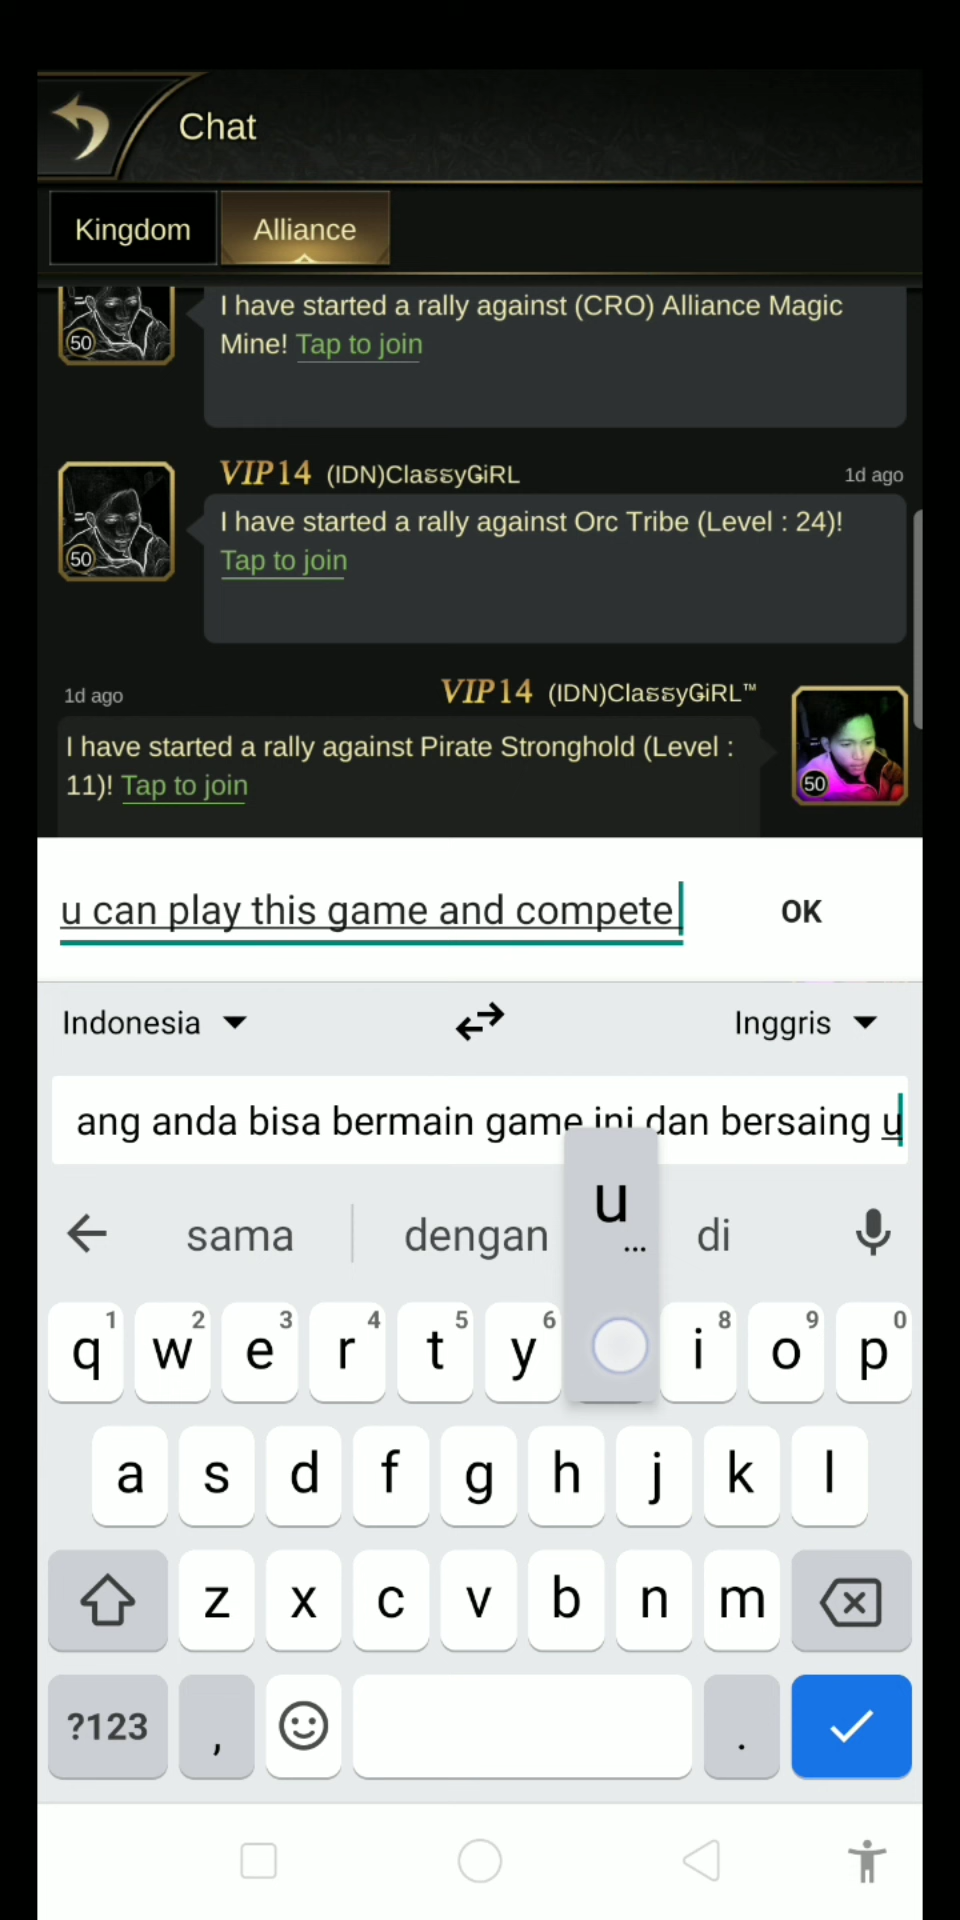 Chat
Kingdom
Alliance
I have started a rally against (CRO) Alliance Magic
Mine! Tap to join
50
VIP14 (IDN)ClaꜱꜱyGiRL
1d ago
I have started a rally against Orc Tribe (Level : 24)!
Tap to join
50
1d ago
VIP14 (IDN)ClaꜱꜱyGiRL™
I have started a rally against Pirate Stronghold (Level :
11)! Tap to join
50
u can play this game and compete
OK
Indonesia
Inggris
ang anda bisa bermain game ini dan bersaing u
sama
dengan
u
...
di
1 2 3 4 5 6 8 9 0
q w e r t y i o p
a s d f g h j k l
z x c v b n m
?123 , .